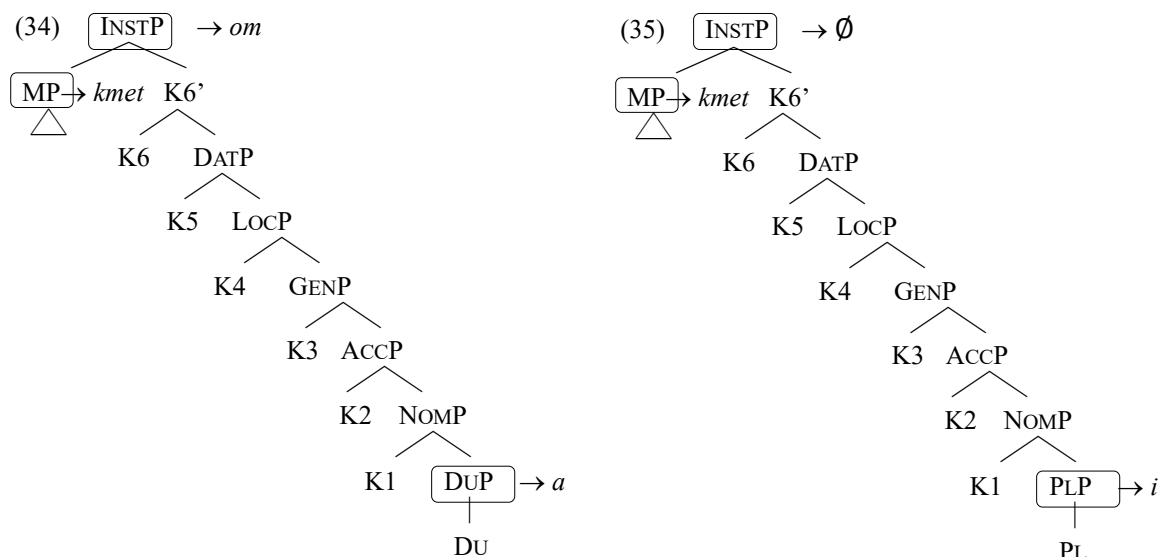 (34) INSTP → om (35) INSTP → Ø
MP → kmet K6’ MP → kmet K6’
K6 DATP K6 DATP
K5 LOCP K5 LOCP
K4 GENP K4 GENP
K3 ACCP K3 ACCP
K2 NOMP K2 NOMP
K1 DUP → a K1 PLP → i
DU PL